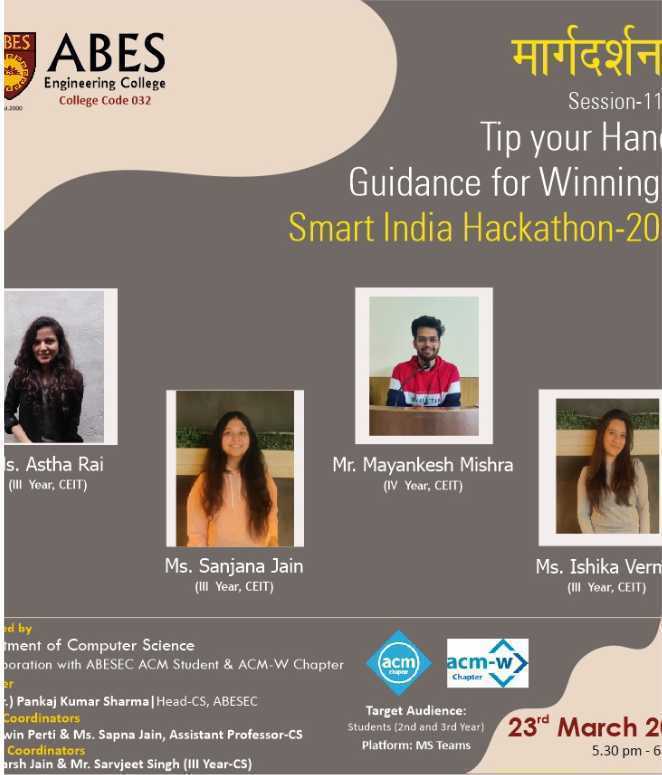 BES
ABES
Engineering College
College Code 032
मार्गदर्शन
Session-11
Tip your Han
Guidance for Winning
Smart India Hackathon-20
s. Astha Rai
(III Year, CEIT)
Mr. Mayankesh Mishra
(IV Year, CEIT)
Ms. Sanjana Jain
(III Year, CEIT)
Ms. Ishika Verm
(III Year, CEIT)
ed by
tment of Computer Science
boration with ABESEC ACM Student & ACM-W Chapter
er
r.) Pankaj Kumar Sharma|Head-CS, ABESEC
Coordinators
win Perti & Ms. Sapna Jain, Assistant Professor-CS
Coordinators
arsh Jain & Mr. Sarvjeet Singh (III Year-CS)
acm
chapter
acm-w
Chapter
Target Audience:
Students (2nd and 3rd Year)
Platform: MS Teams
23rd March 20
5.30 pm - 6